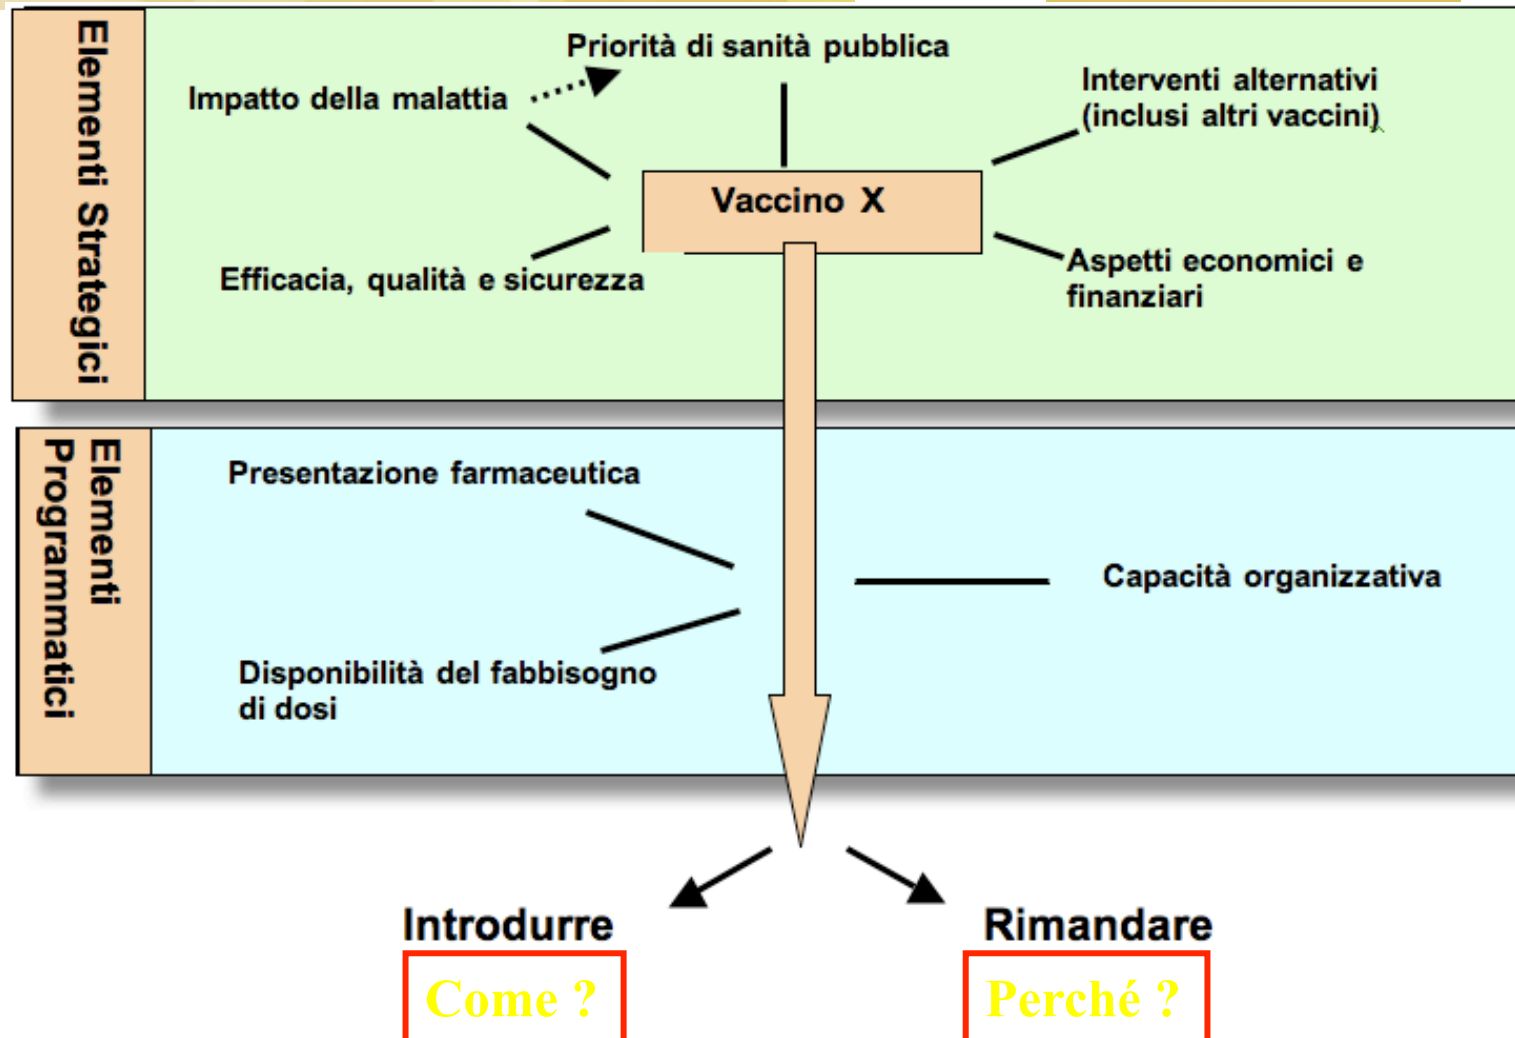 Elementi Strategici
Priorità di sanità pubblica
Impatto della malattia
Interventi alternativi
(inclusi altri vaccini)
Vaccino X
Efficacia, qualità e sicurezza
Aspetti economici e
finanziari
Elementi
Programmatici
Presentazione farmaceutica
Capacità organizzativa
Disponibilità del fabbisogno
di dosi
Introdurre
Rimandare
Come ?
Perché ?